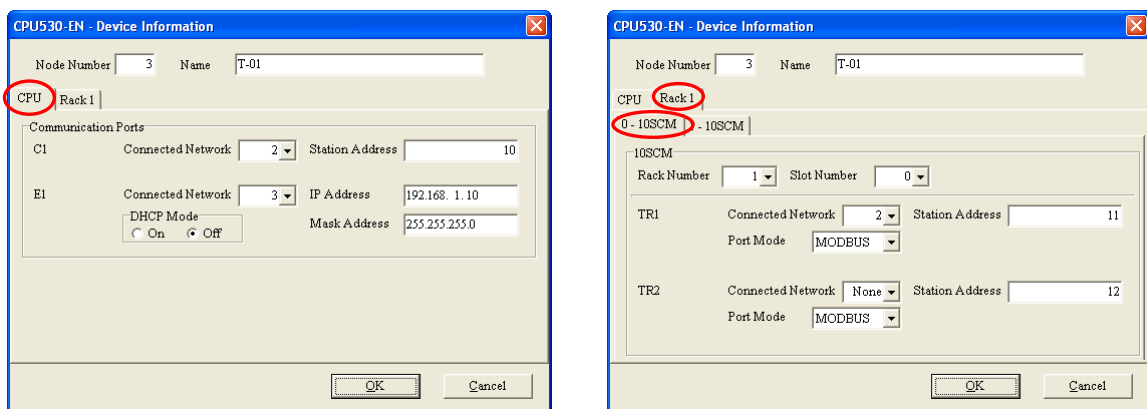 CPU530-EN - Device Information
Node Number 3 Name T-01
CPU Rack 1
Communication Ports
C1 Connected Network 2 Station Address 10
E1 Connected Network 3 IP Address 192.168. 1. 10
DHCP Mode
On Off
Mask Address 255.255.255.0
OK Cancel
CPU530-EN - Device Information
Node Number 3 Name T-01
CPU Rack 1
0 - 10SCM - 10SCM
10SCM
Rack Number 1 Slot Number 0
TR1 Connected Network 2 Station Address 11
Port Mode MODBUS
TR2 Connected Network None Station Address 12
Port Mode MODBUS
OK Cancel